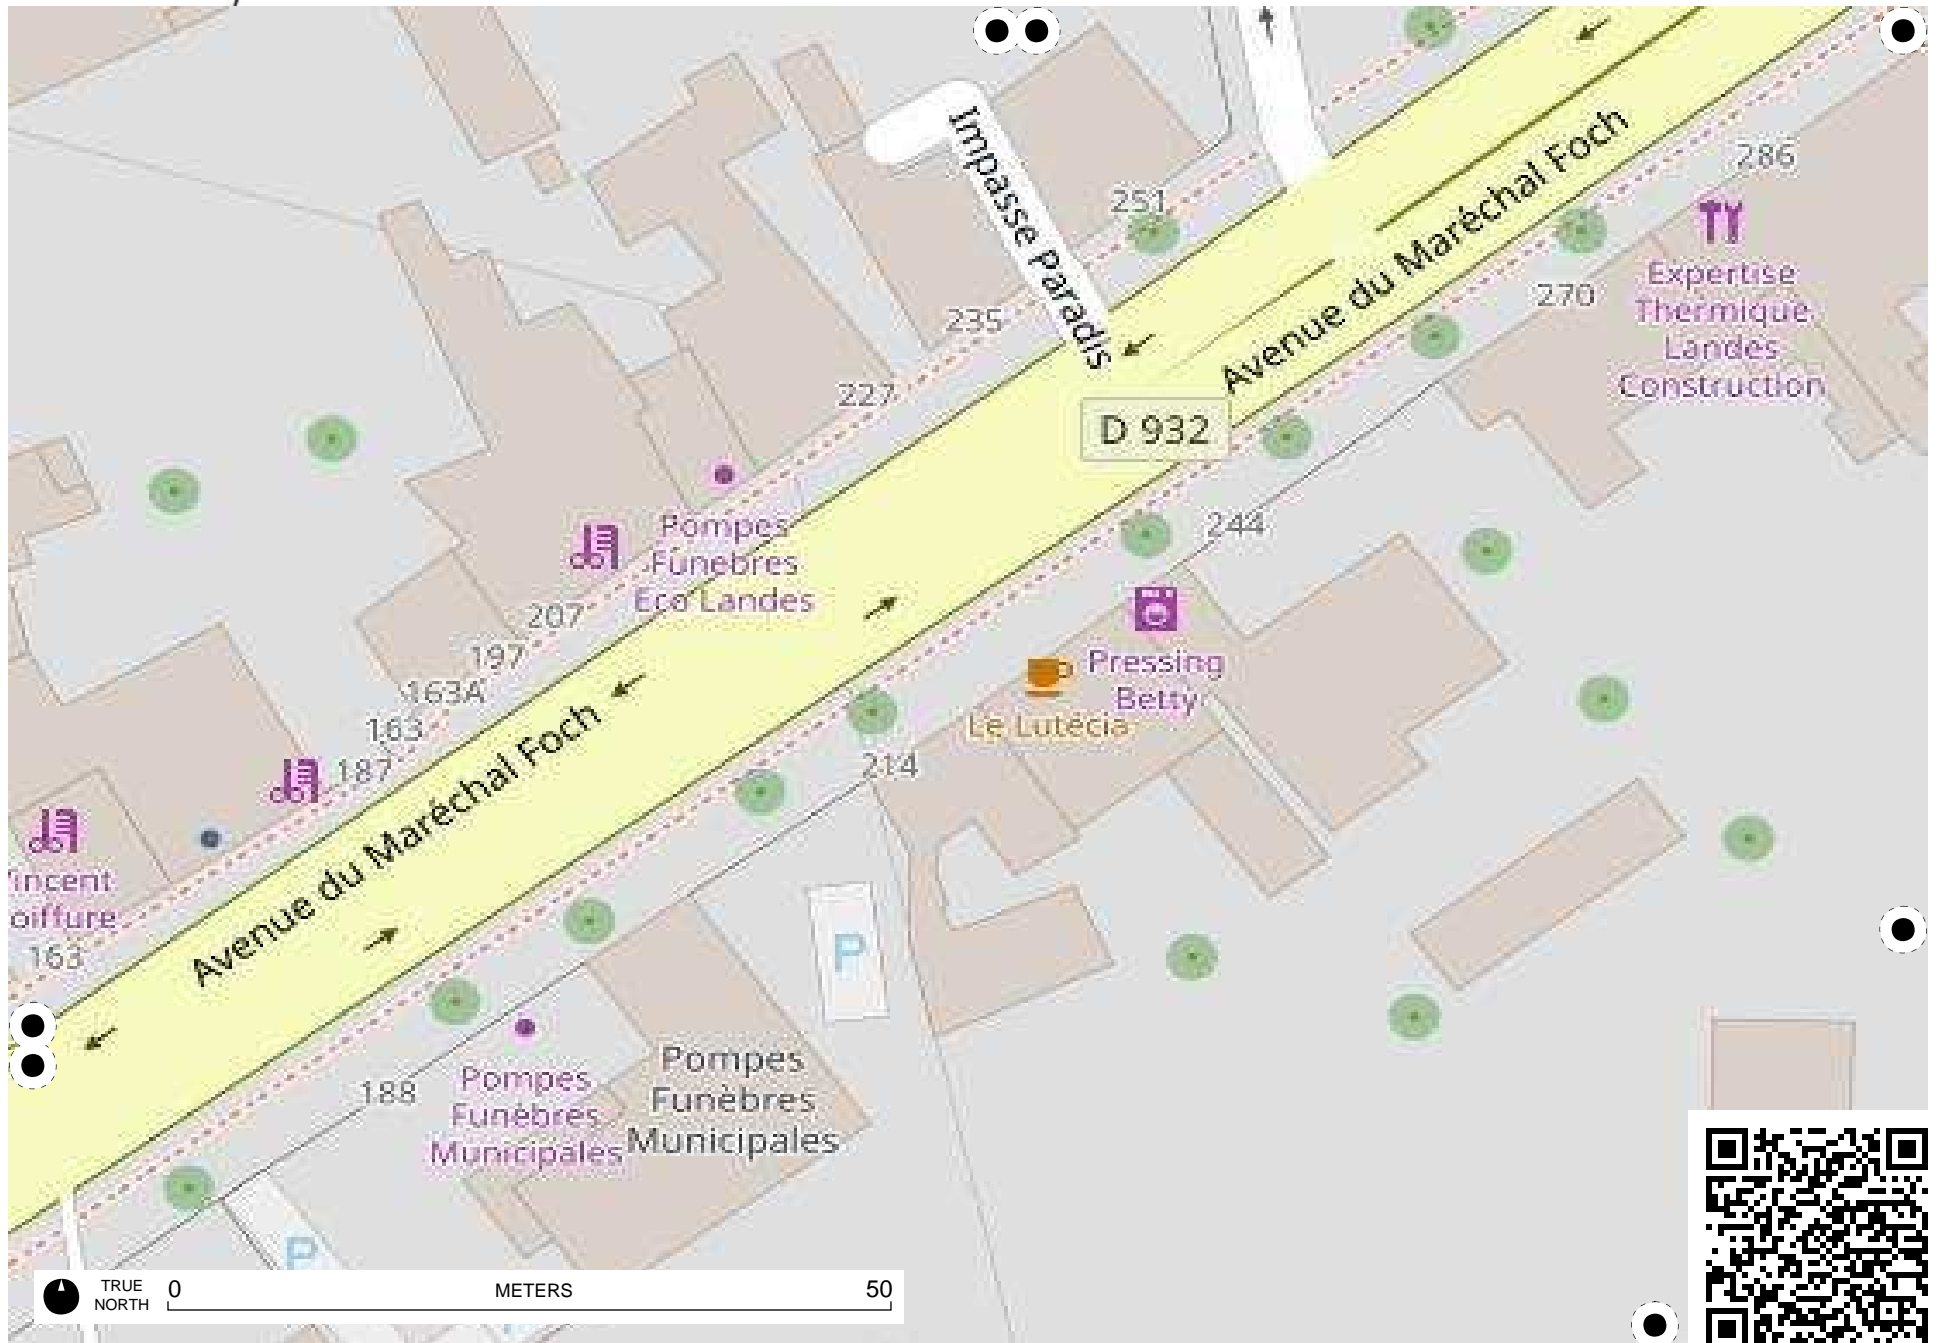 Impasse Paradis
251
286
Avenue du Maréchal Foch
Expertise
Thermique
Landes
Construction
270
235
227
D 932
244
Pompes
Funèbres
Eco Landes
207
197
163A
163
187
Pressing
Betty
Le Lutécia
214
Avenue du Maréchal Foch
163
P
188
Pompes
Funèbres
Municipales
Pompes
Funèbres
Municipales
P
TRUE
NORTH
0
METERS
50